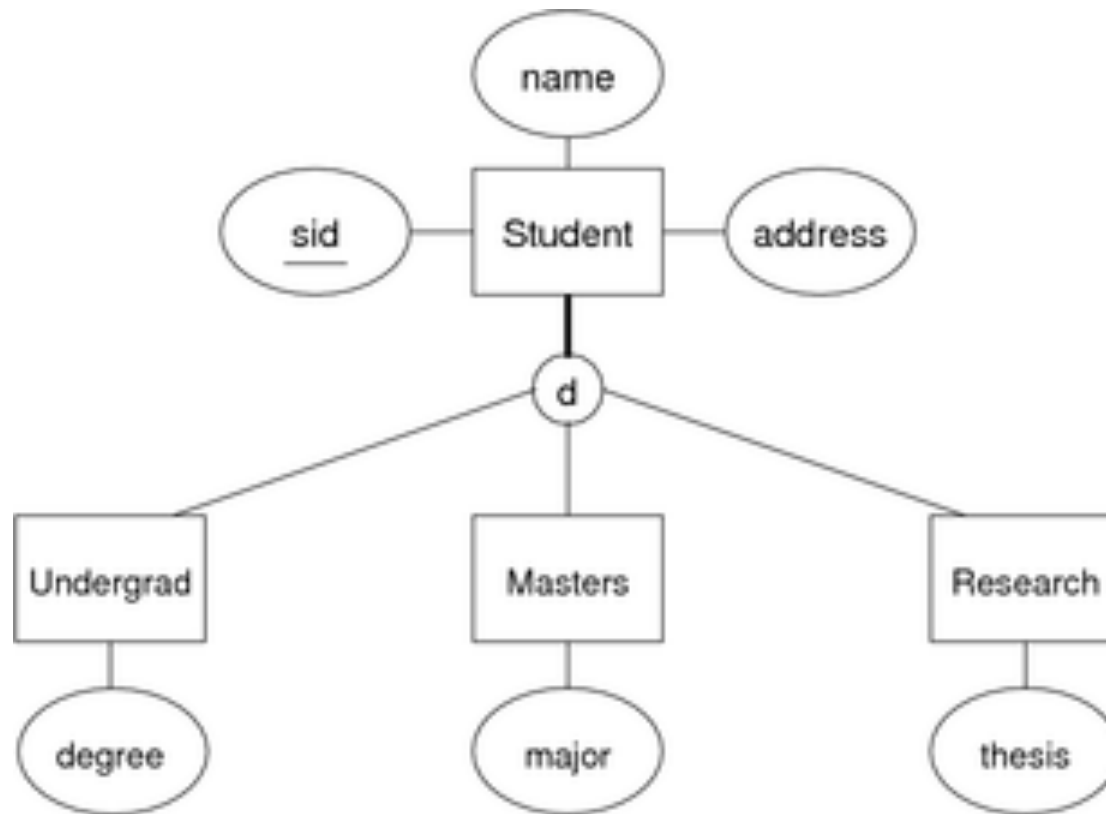 name
sid
Student
address
d
Undergrad
Masters
Research
degree
major
thesis